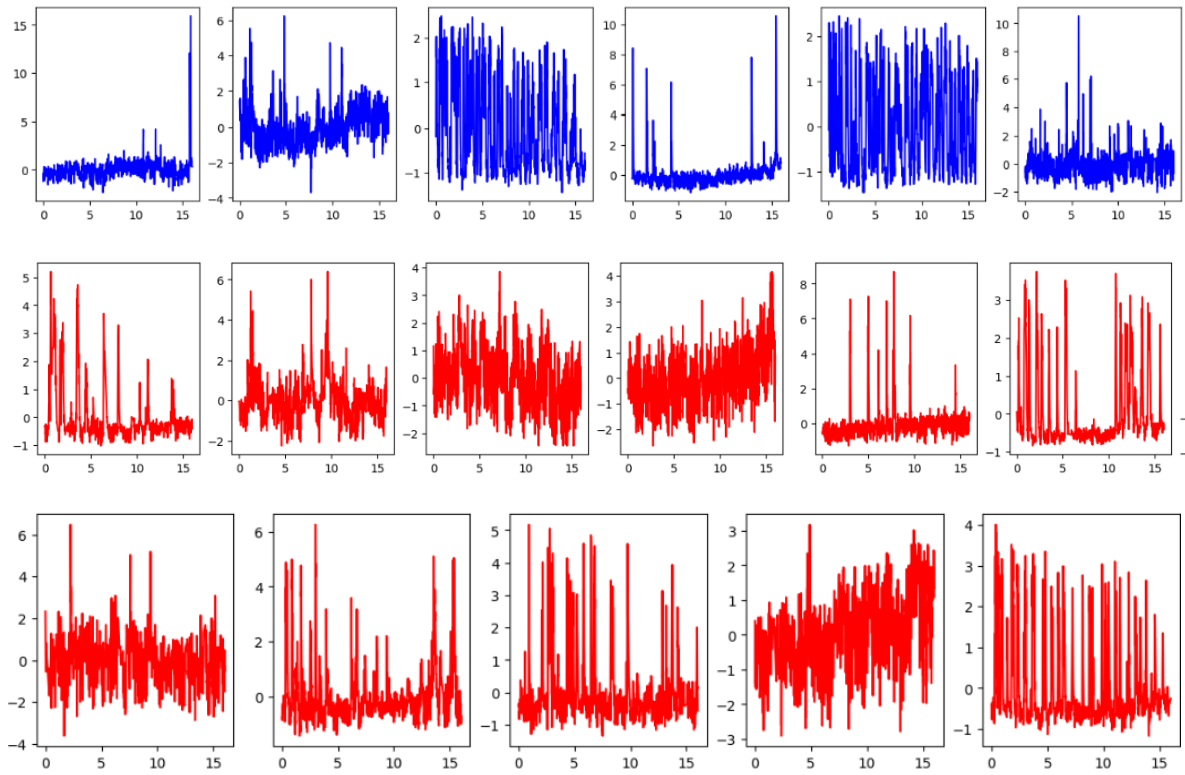 15 6 2 10 2 10
10 4 1 8 1 8
5 2 0 6 0 6
0 0 −1 4 −1 4
−2 2 2
−4 0 0
−2
0 5 10 15 0 5 10 15 0 5 10 15 0 5 10 15 0 5 10 15 0 5 10 15
5 6 4 4 8 3
4 4 3 3 6 2
3 2 2 2 4 1
2 0 1 1 2 0
1 −2 0 0 0 −1
0 −1 −1
−1 −2 −2
0 5 10 15 0 5 10 15 0 5 10 15 0 5 10 15 0 5 10 15 0 5 10 15
6 6 5 3 4
4 4 4 2 3
2 2 3 1 2
0 0 2 0 1
−2 1 −1 0
−4 0 −2 −1
−1 −3
0 5 10 15 0 5 10 15 0 5 10 15 0 5 10 15 0 5 10 15